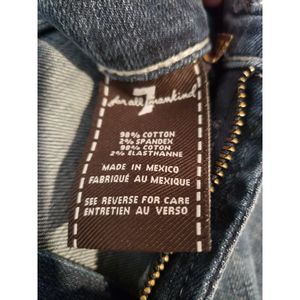 7
for all mankind
98% COTTON
2% SPANDEX
98% COTON
2% ELASTHANNE
MADE IN MEXICO
FABRIQUÉ AU MEXIQUE
SEE REVERSE FOR CARE
ENTRETIEN AU VERSO